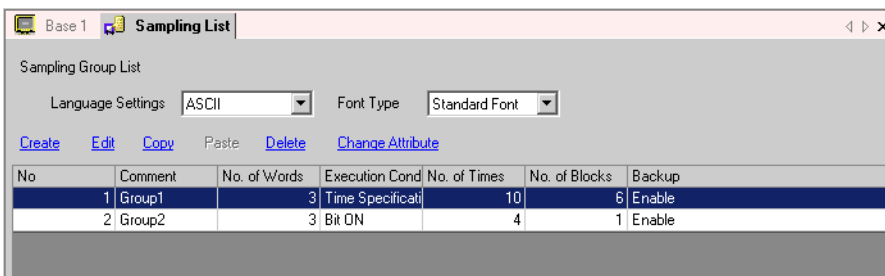 Base 1 Sampling List
Sampling Group List
Language Settings ASCII Font Type Standard Font
Create Edit Copy Paste Delete Change Attribute
No Comment No. of Words Execution Cond No. of Times No. of Blocks Backup
1 Group1 3 Time Specificati 10 6 Enable
2 Group2 3 Bit ON 4 1 Enable